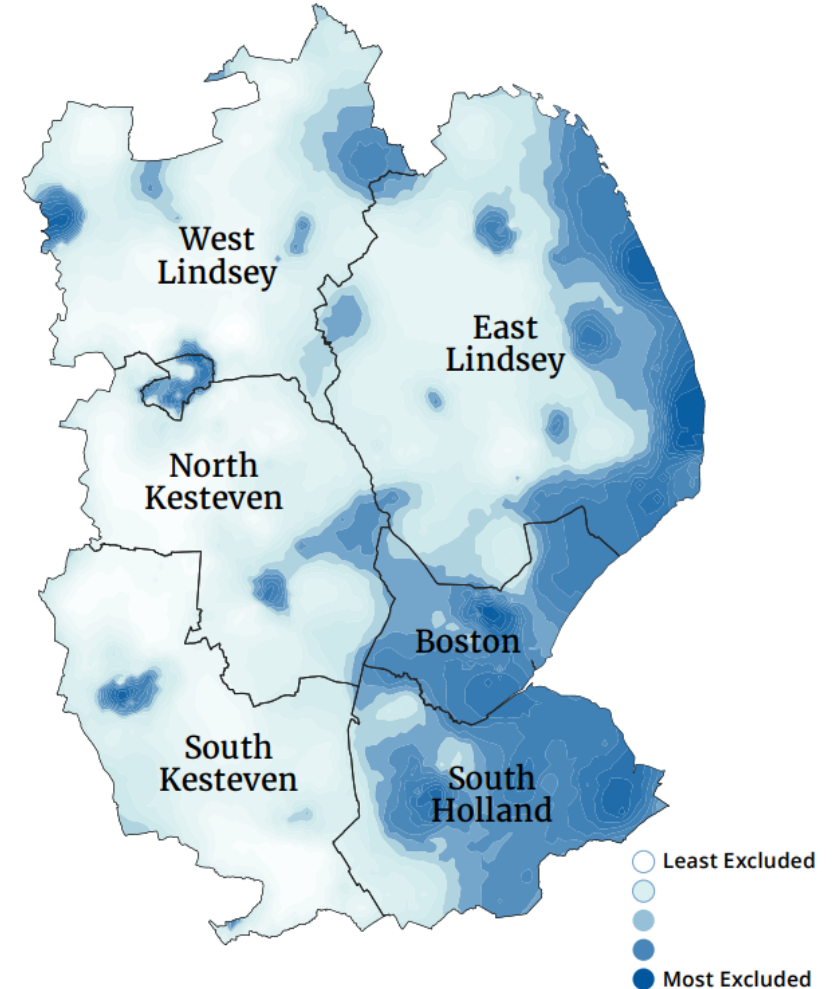 West
Lindsey
East
Lindsey
North
Kesteven
Boston
South
Kesteven
South
Holland
Least Excluded
Most Excluded